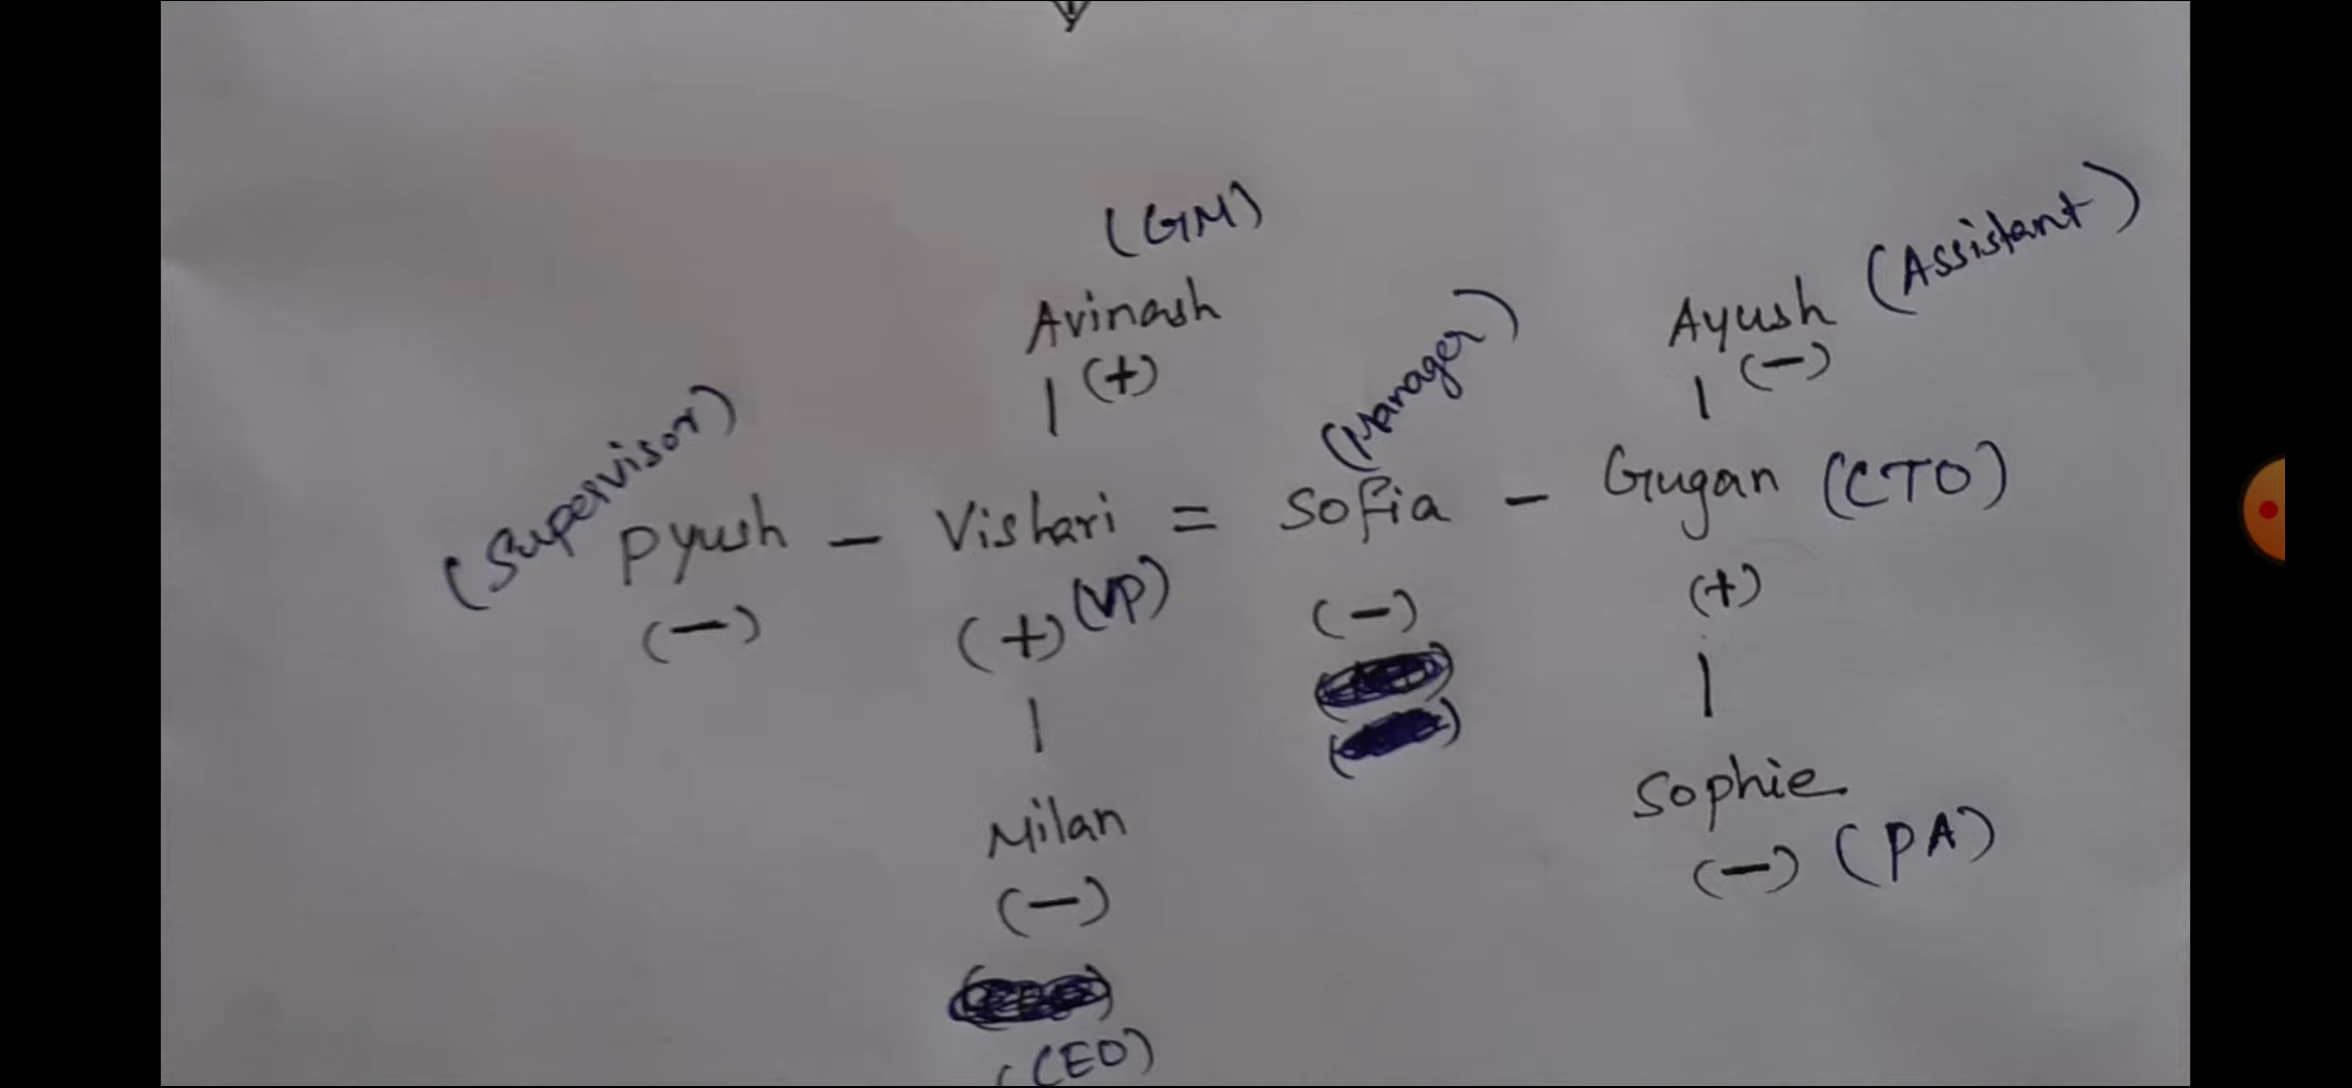 (GM)
Avinash
(+)
Ayush (Assistant)
(-)
(Supervisor)
(Manager)
Pyush - Vishari = Sofia - Gugan (CTO)
(-) (+) (VP) (-) (+)
Milan
(-)
Sophie
(-) (PA)
(CEO)